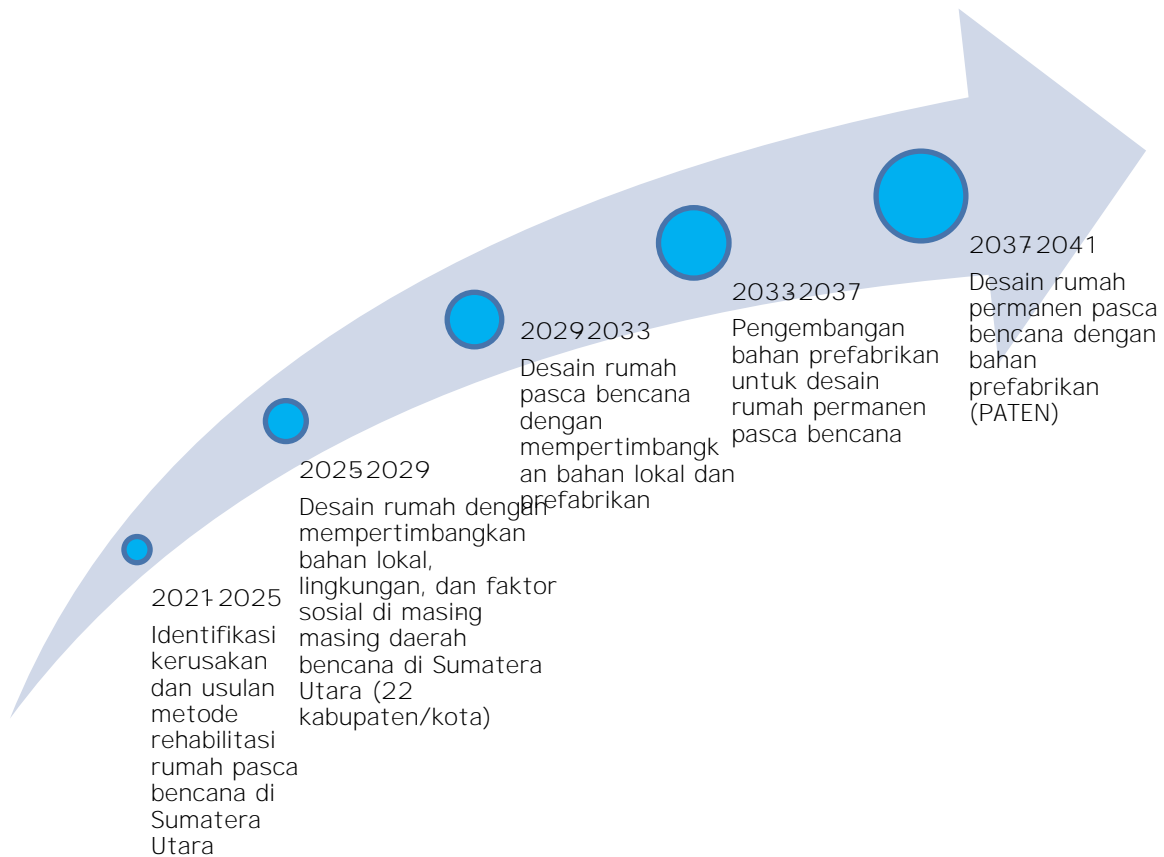 2021-2025
Identifikasi
kerusakan
dan usulan
metode
rehabilitasi
rumah pasca
bencana di
Sumatera
Utara
2025-2029
Desain rumah dengan
mempertimbangkan
bahan lokal,
lingkungan, dan faktor
sosial di masing-
masing daerah
bencana di Sumatera
Utara (22
kabupaten/kota)
2029-2033
Desain rumah
pasca bencana
dengan
mempertimbangk
an bahan lokal dan
prefabrikan
2033-2037
Pengembangan
bahan prefabrikan
untuk desain
rumah permanen
pasca bencana
2037-2041
Desain rumah
permanen pasca
bencana dengan
bahan
prefabrikan
(PATEN)